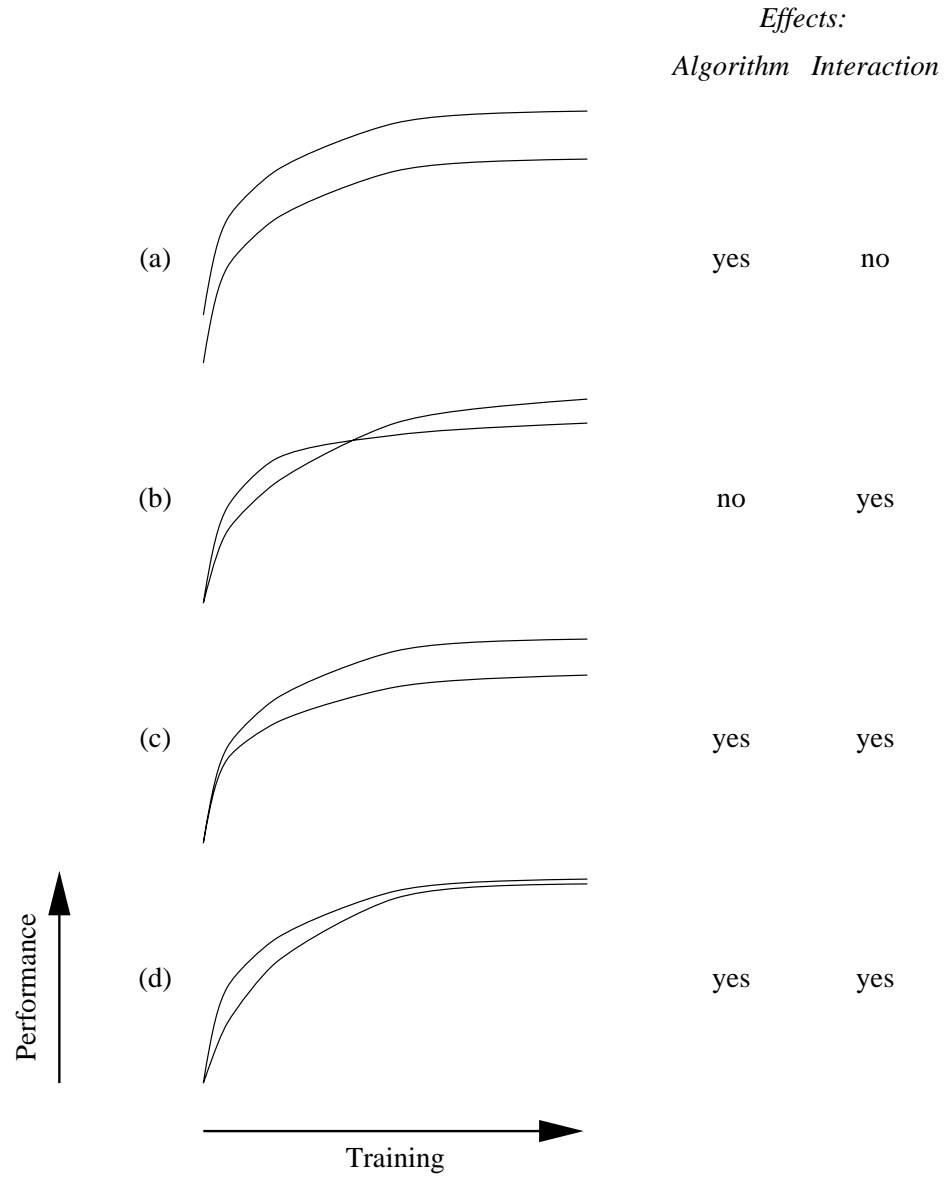 Effects:
Algorithm Interaction
(a) yes no
(b) no yes
(c) yes yes
(d) yes yes
Performance
Training